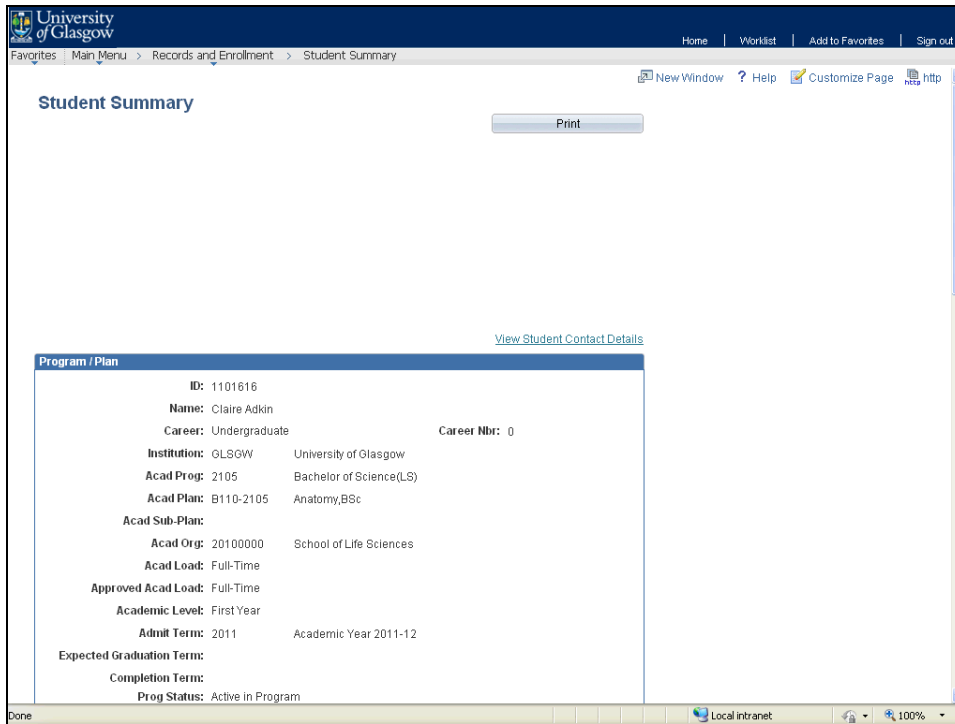 University
of Glasgow
Home | Worklist | Add to Favorites | Sign out
Favorites Main Menu > Records and Enrollment > Student Summary
New Window ? Help Customize Page http
Student Summary
Print
View Student Contact Details
Program / Plan
ID: 1101616
Name: Claire Adkin
Career: Undergraduate Career Nbr: 0
Institution: GLSGW University of Glasgow
Acad Prog: 2105 Bachelor of Science(LS)
Acad Plan: B110-2105 Anatomy,BSc
Acad Sub-Plan:
Acad Org: 20100000 School of Life Sciences
Acad Load: Full-Time
Approved Acad Load: Full-Time
Academic Level: First Year
Admit Term: 2011 Academic Year 2011-12
Expected Graduation Term:
Completion Term:
Prog Status: Active in Program
Done Local intranet 100%